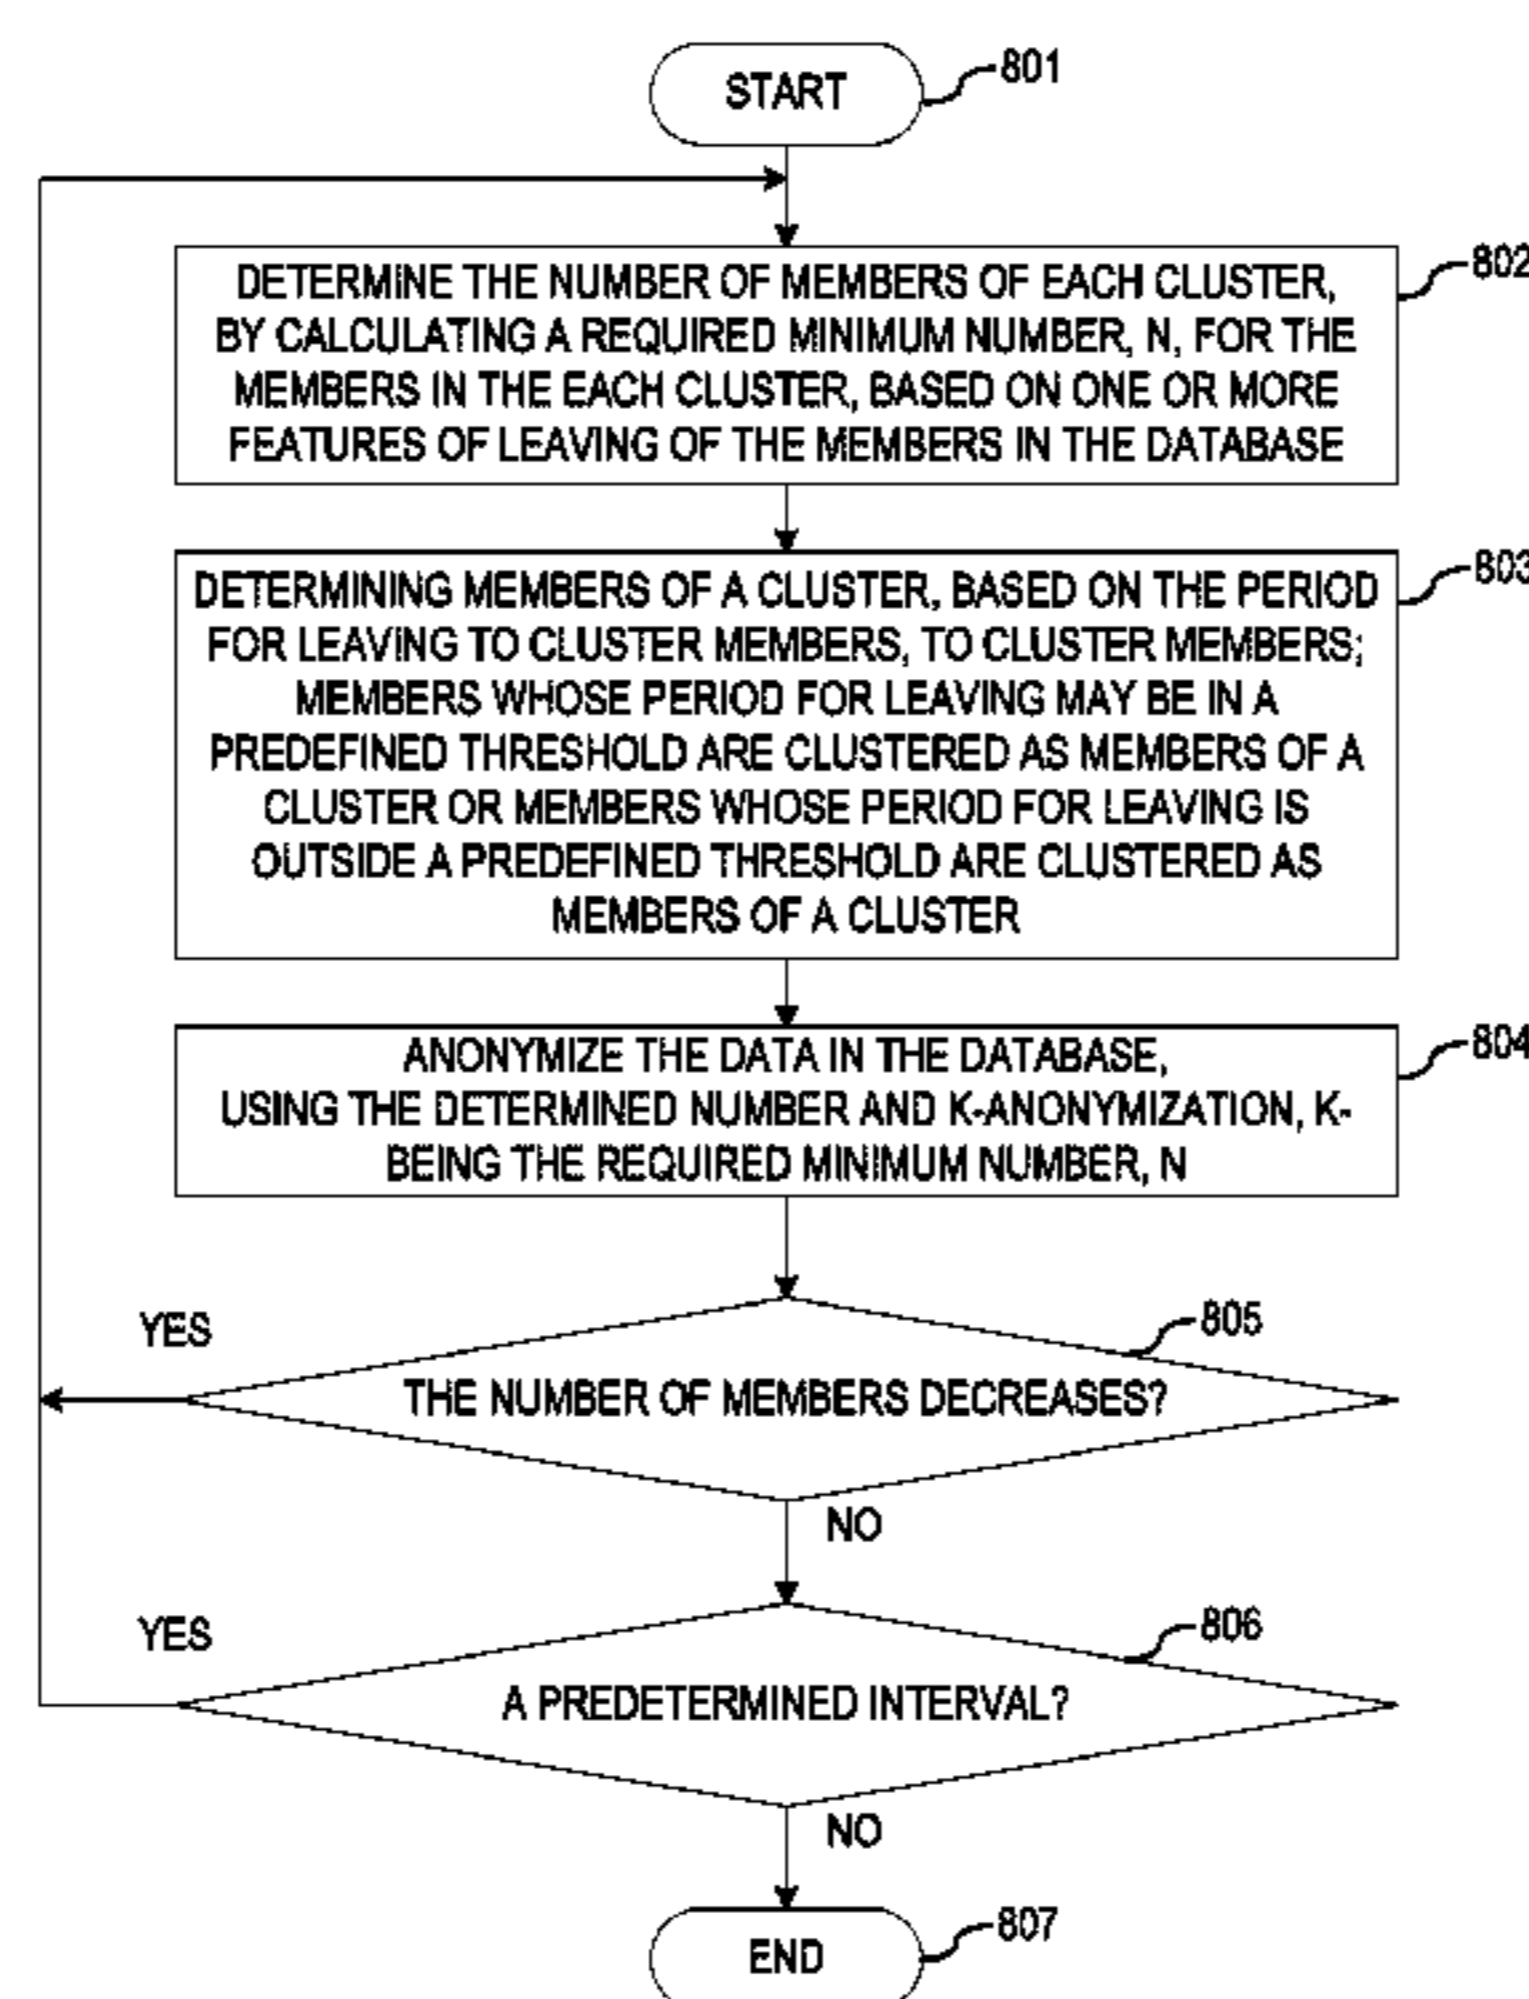 START
801
802
DETERMINE THE NUMBER OF MEMBERS OF EACH CLUSTER,
BY CALCULATING A REQUIRED MINIMUM NUMBER, N, FOR THE
MEMBERS IN THE EACH CLUSTER, BASED ON ONE OR MORE
FEATURES OF LEAVING OF THE MEMBERS IN THE DATABASE
803
DETERMINING MEMBERS OF A CLUSTER, BASED ON THE PERIOD
FOR LEAVING TO CLUSTER MEMBERS, TO CLUSTER MEMBERS;
MEMBERS WHOSE PERIOD FOR LEAVING MAY BE IN A
PREDEFINED THRESHOLD ARE CLUSTERED AS MEMBERS OF A
CLUSTER OR MEMBERS WHOSE PERIOD FOR LEAVING IS
OUTSIDE A PREDEFINED THRESHOLD ARE CLUSTERED AS
MEMBERS OF A CLUSTER
804
ANONYMIZE THE DATA IN THE DATABASE,
USING THE DETERMINED NUMBER AND K-ANONYMIZATION, K-
BEING THE REQUIRED MINIMUM NUMBER, N
YES
805
THE NUMBER OF MEMBERS DECREASES?
NO
YES
806
A PREDETERMINED INTERVAL?
NO
END
807